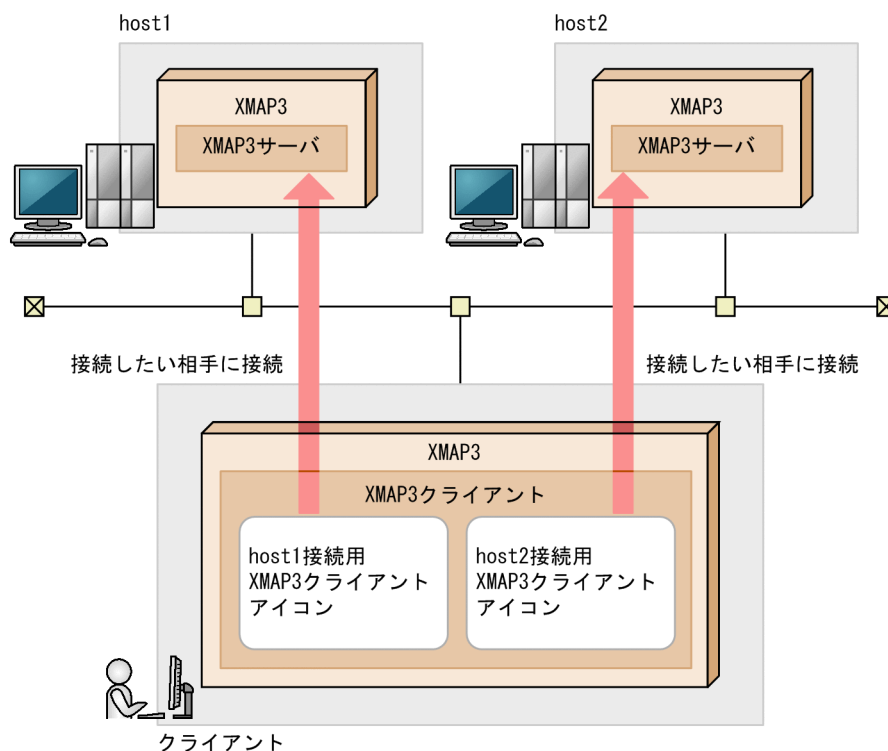 host1
host2
XMAP3
XMAP3サーバ
XMAP3
XMAP3サーバ
接続したい相手に接続
接続したい相手に接続
XMAP3
XMAP3クライアント
host1接続用
XMAP3クライアント
アイコン
host2接続用
XMAP3クライアント
アイコン
クライアント